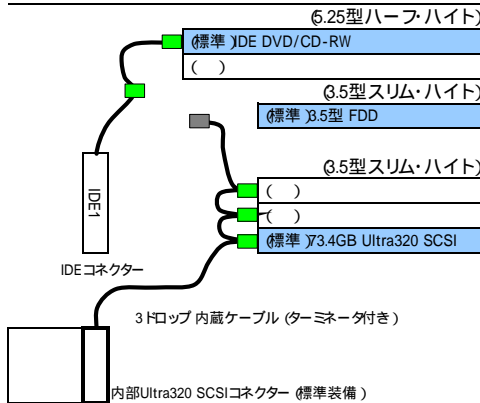 (5.25型ハーフ・ハイト)
(標準)IDE DVD/CD-RW
( )
(3.5型スリム・ハイト)
(標準)3.5型 FDD
(3.5型スリム・ハイト)
( )
( )
(標準)73.4GB Ultra320 SCSI
IDE1
IDEコネクター
3ドロップ 内蔵ケーブル (ターミネータ付き)
内部Ultra320 SCSIコネクター (標準装備)